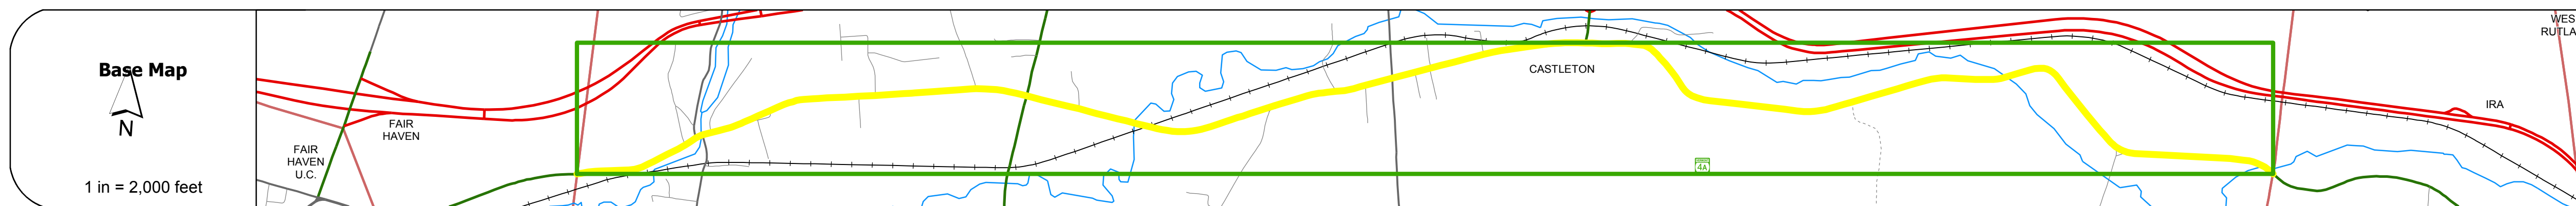 Base Map
N
1 in = 2,000 feet
FAIR
HAVEN
U.C.
FAIR
HAVEN
CASTLETON
4A
IRA
WES
RUTLA